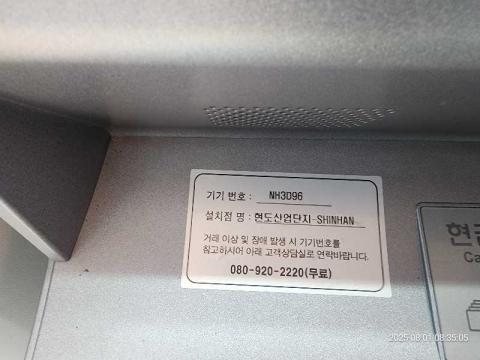 기기 번호 : NH3D96
설치점 명 : 현도산업단지-SHINHAN
거래 이상 및 장애 발생 시 기기번호를
참고하시어 아래 고객상담실로 연락바랍니다.
080-920-2220(무료)
현금
Ca
2025-08-01 08:35:05